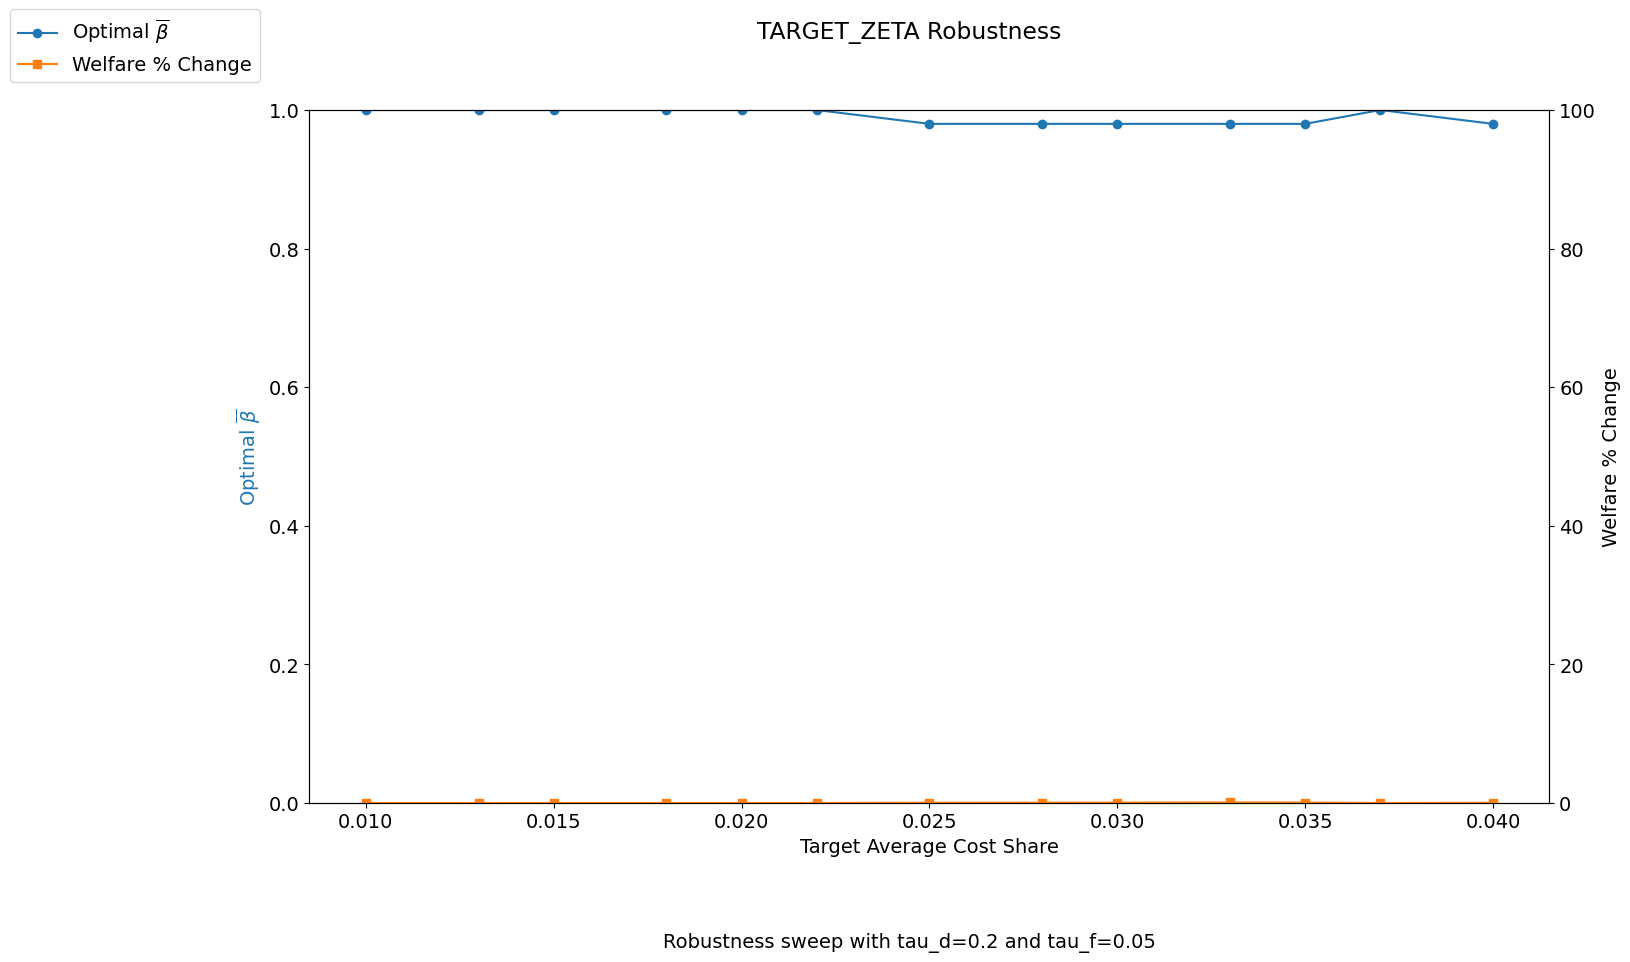 Optimal β̅
Welfare % Change
TARGET_ZETA Robustness
1.0
0.8
0.6
0.4
0.2
0.0
Optimal β̅
100
80
60
40
20
0
Welfare % Change
0.010 0.015 0.020 0.025 0.030 0.035 0.040
Target Average Cost Share
Robustness sweep with tau_d=0.2 and tau_f=0.05